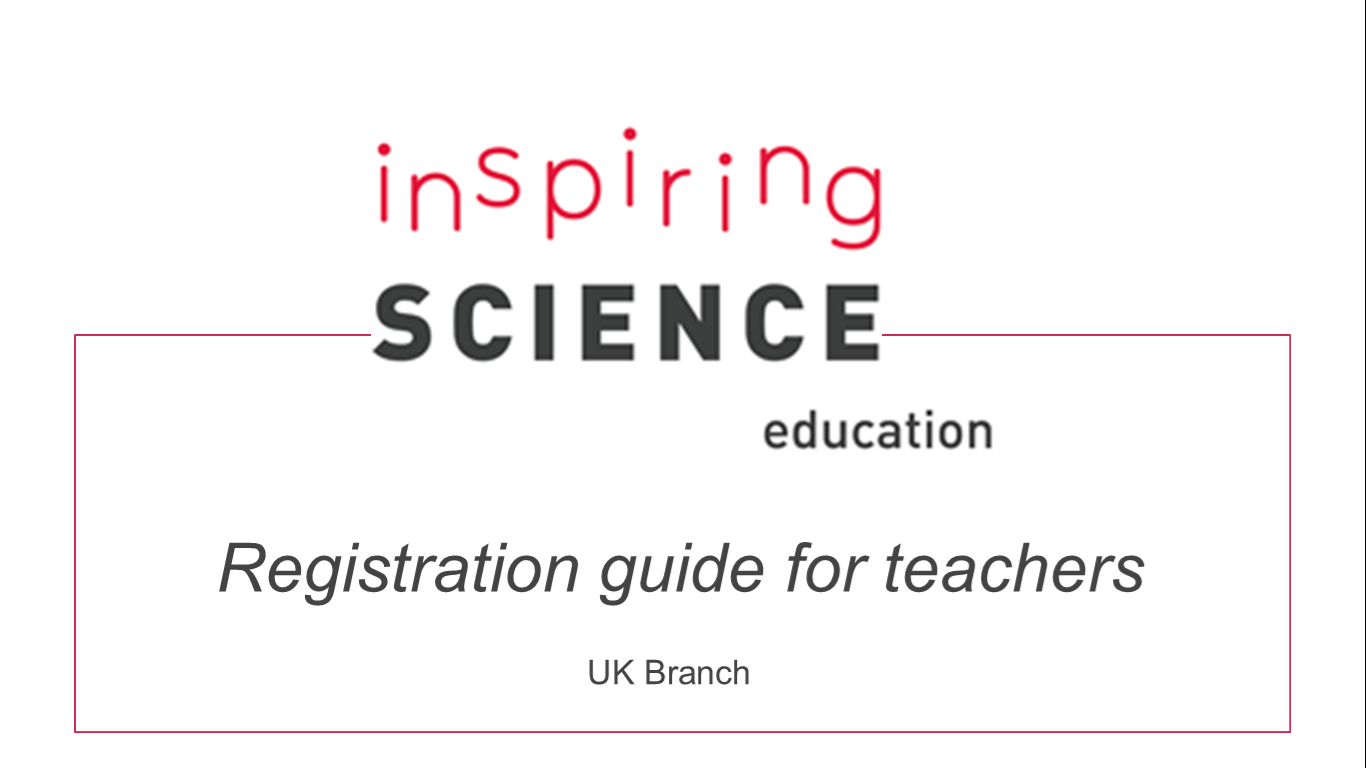 inspiring
SCIENCE
education
Registration guide for teachers
UK Branch